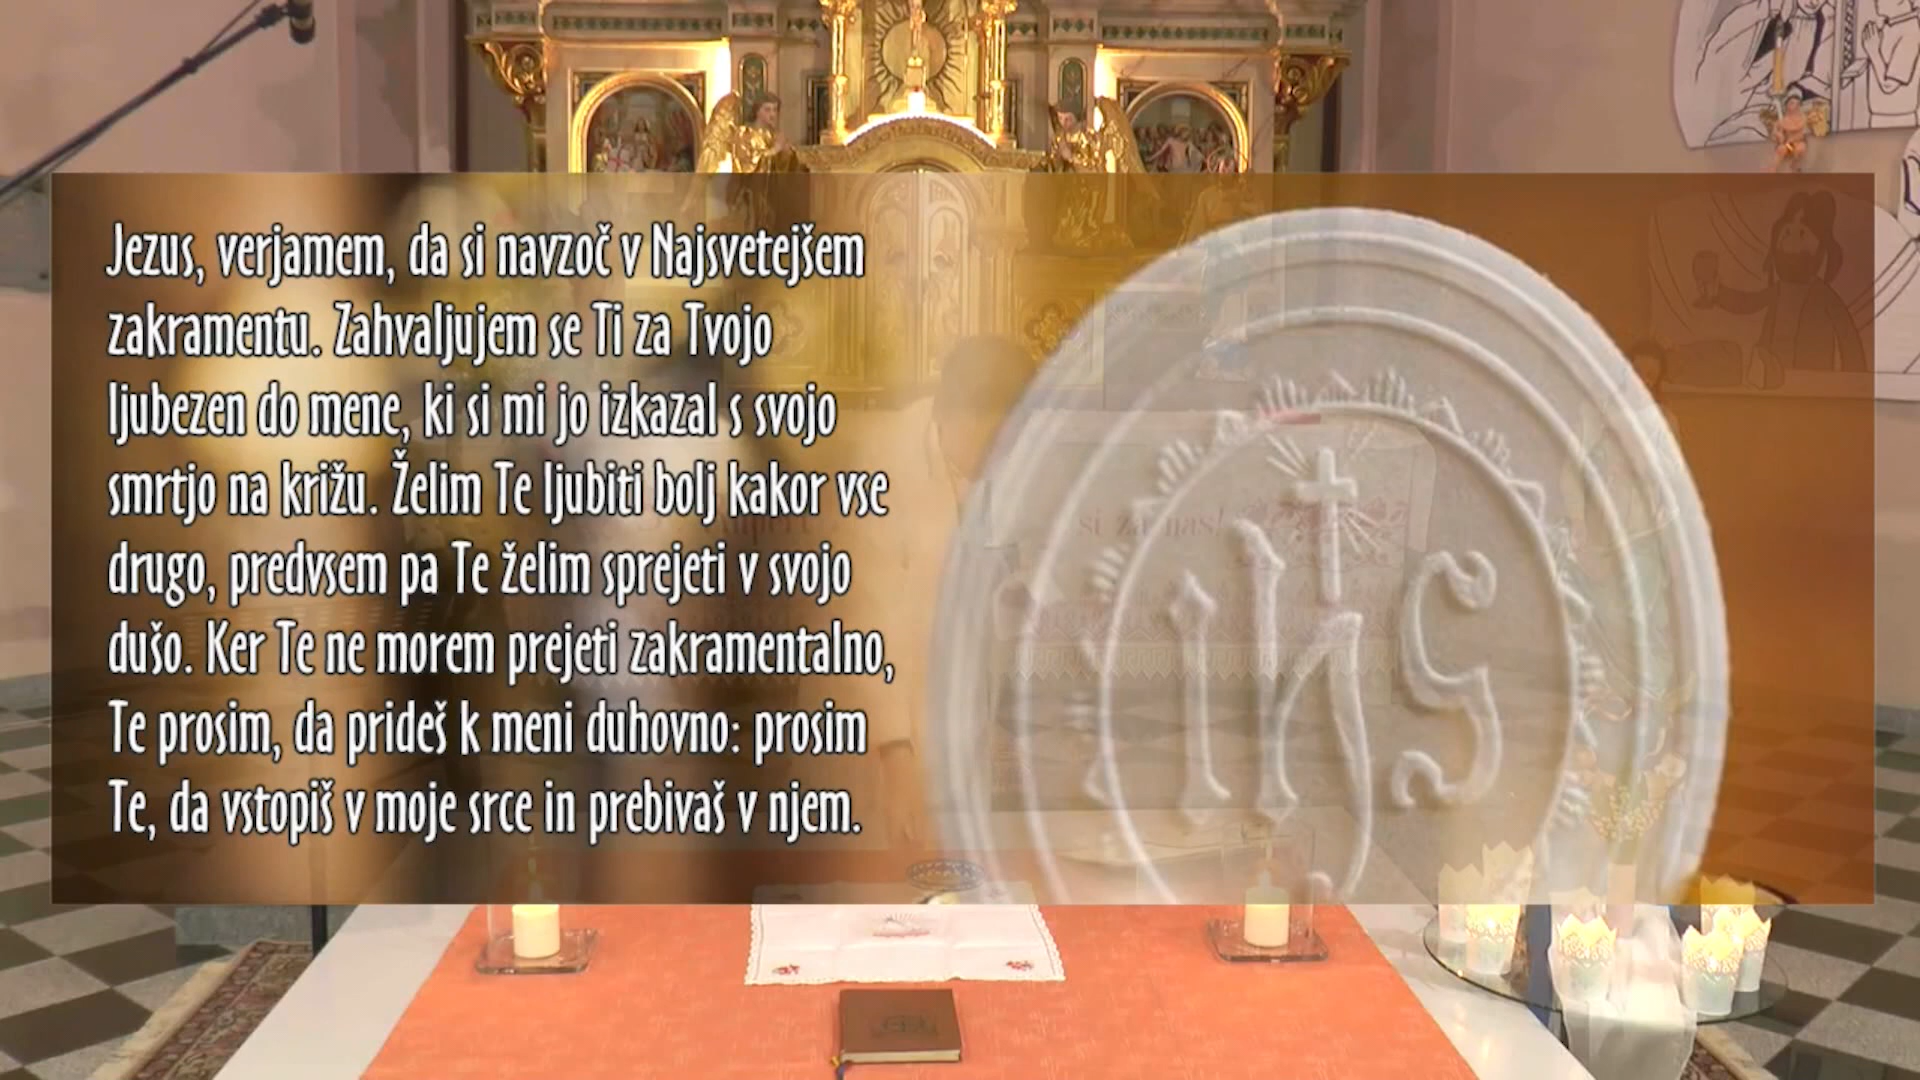 Jezus, verjamem, da si navzoč v Najsvetejšem
zakramentu. Zahvaljujem se Ti za Tvojo
ljubezen do mene, ki si mi jo izkazal s svojo
smrtjo na križu. Želim Te ljubiti bolj kakor vse
drugo, predvsem pa Te želim sprejeti v svojo
dušo. Ker Te ne morem prejeti zakramentalno,
Te prosim, da prideš k meni duhovno: prosim
Te, da vstopiš v moje srce in prebivaš v njem.
si za nas!
ihs